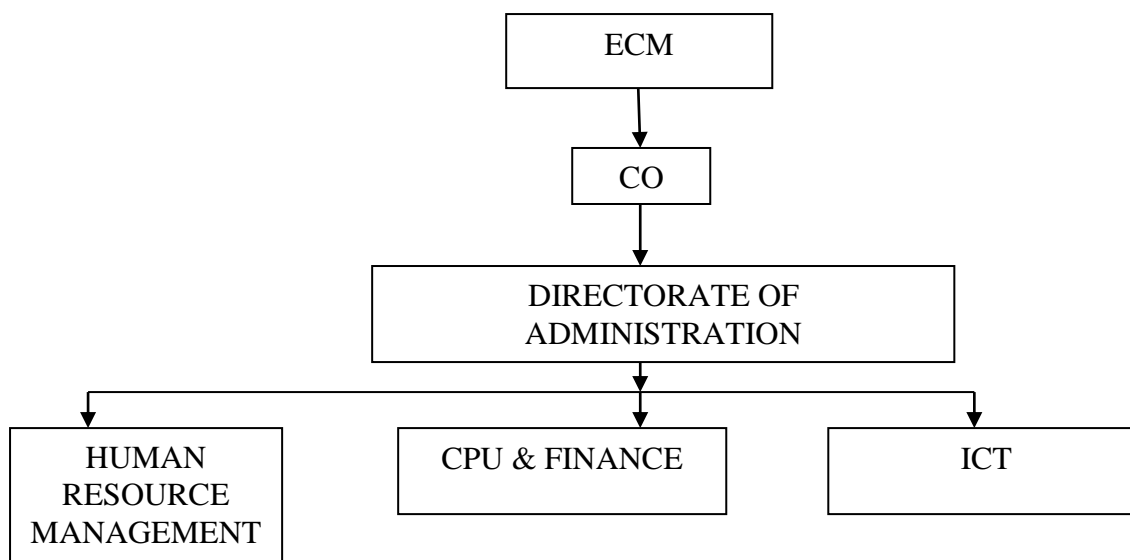 ECM
CO
DIRECTORATE OF
ADMINISTRATION
HUMAN
RESOURCE
MANAGEMENT
CPU & FINANCE
ICT